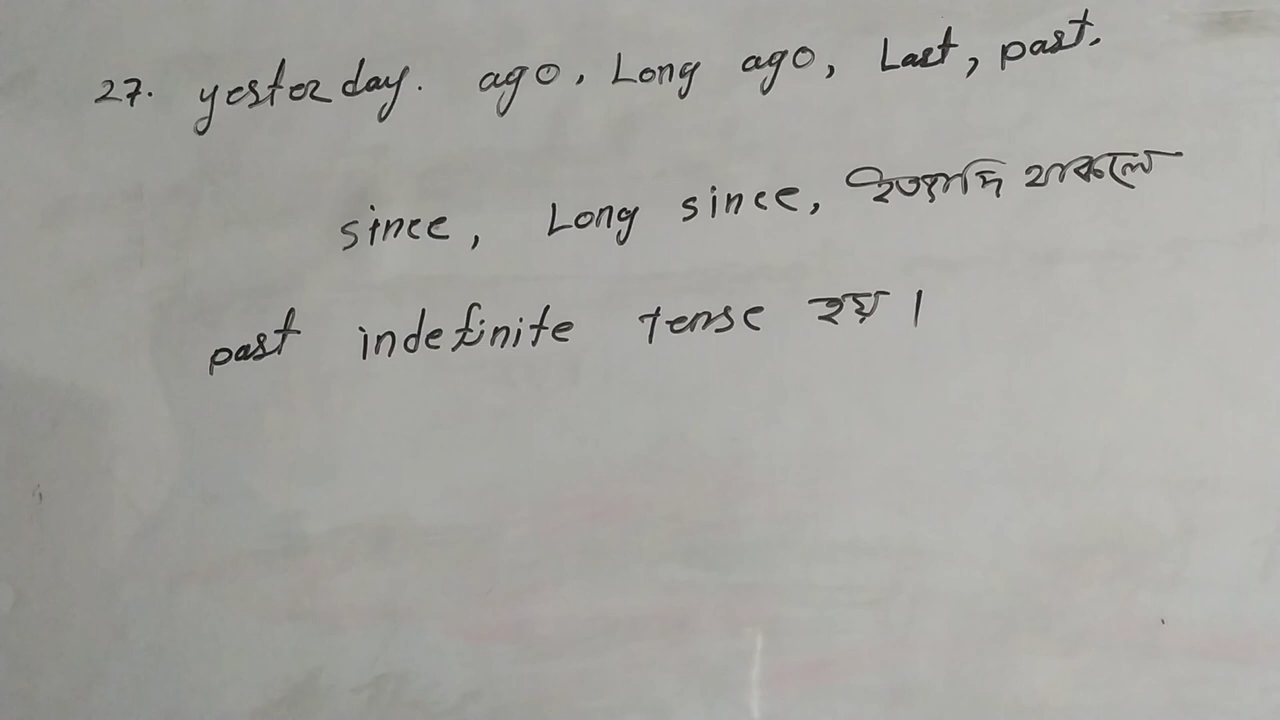 27. yesterday. ago, Long ago, Last, past.
since, Long since, ইত্যাদি থাকলে
past indefinite tense হয়।